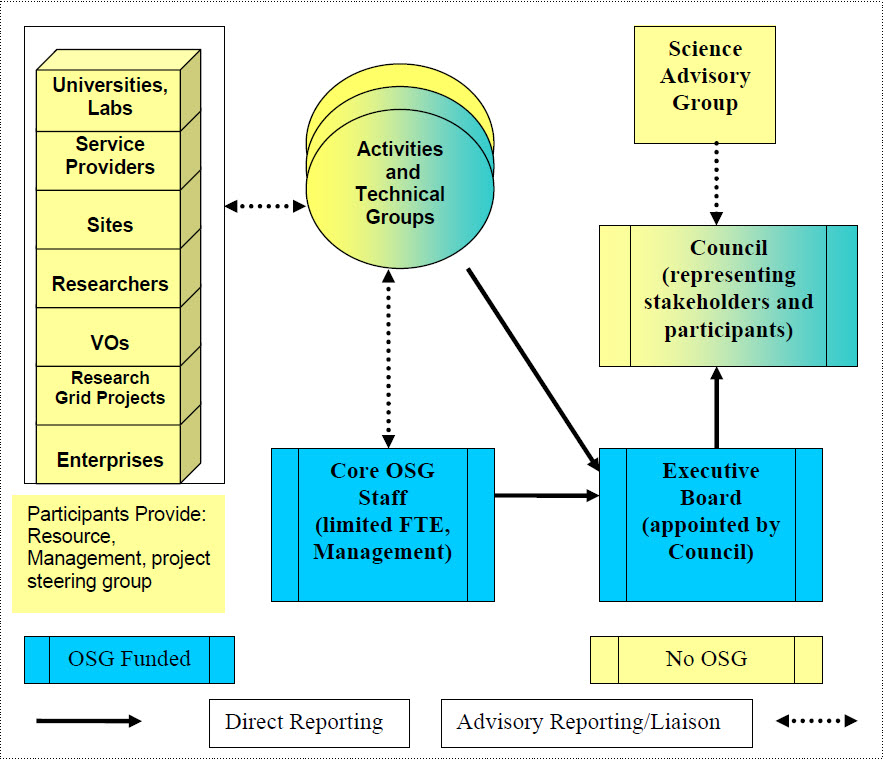 Universities,
Labs
Service
Providers
Sites
Researchers
VOs
Research
Grid Projects
Enterprises
Participants Provide:
Resource,
Management, project
steering group
Activities
and
Technical
Groups
Science
Advisory
Group
Council
(representing
stakeholders and
participants)
Core OSG
Staff
(limited FTE,
Management)
Executive
Board
(appointed by
Council)
OSG Funded
No OSG
Direct Reporting
Advisory Reporting/Liaison